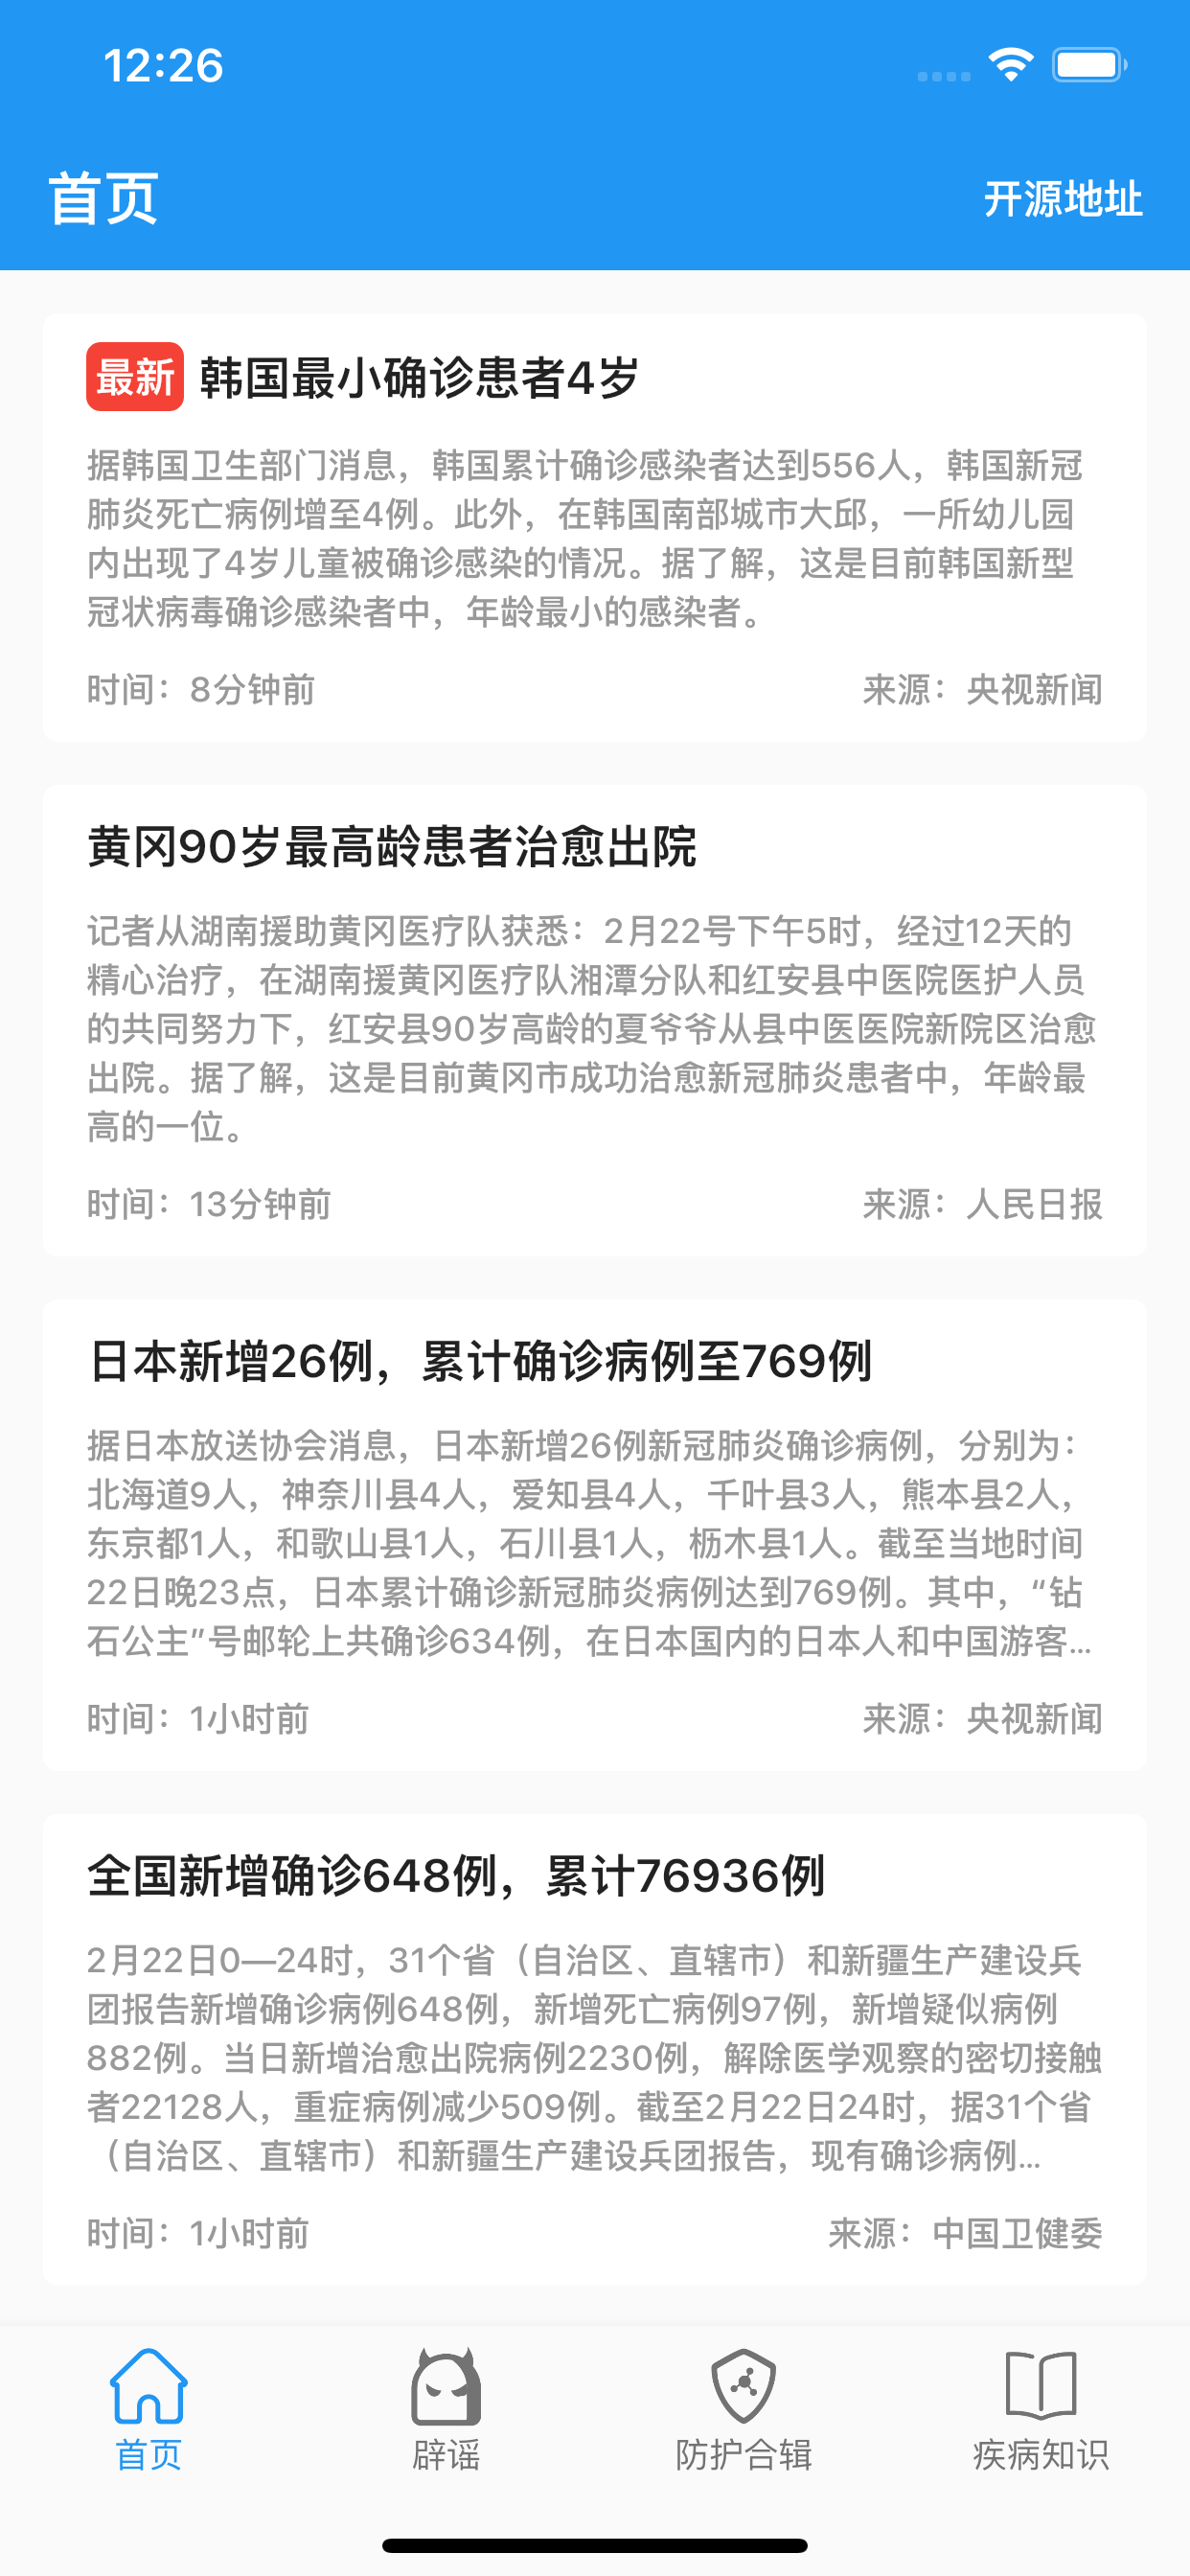 12:26
首页
开源地址
最新 韩国最小确诊患者4岁
据韩国卫生部门消息，韩国累计确诊感染者达到556人，韩国新冠
肺炎死亡病例增至4例。此外，在韩国南部城市大邱，一所幼儿园
内出现了4岁儿童被确诊感染的情况。据了解，这是目前韩国新型
冠状病毒确诊感染者中，年龄最小的感染者。
时间：8分钟前
来源：央视新闻
黄冈90岁最高龄患者治愈出院
记者从湖南援助黄冈医疗队获悉：2月22号下午5时，经过12天的
精心治疗，在湖南援黄冈医疗队湘潭分队和红安县中医院医护人员
的共同努力下，红安县90岁高龄的夏爷爷从县中医医院新院区治愈
出院。据了解，这是目前黄冈市成功治愈新冠肺炎患者中，年龄最
高的一位。
时间：13分钟前
来源：人民日报
日本新增26例，累计确诊病例至769例
据日本放送协会消息，日本新增26例新冠肺炎确诊病例，分别为：
北海道9人，神奈川县4人，爱知县4人，千叶县3人，熊本县2人，
东京都1人，和歌山县1人，石川县1人，枥木县1人。截至当地时间
22日晚23点，日本累计确诊新冠肺炎病例达到769例。其中，“钻
石公主”号邮轮上共确诊634例，在日本国内的日本人和中国游客...
时间：1小时前
来源：央视新闻
全国新增确诊648例，累计76936例
2月22日0—24时，31个省（自治区、直辖市）和新疆生产建设兵
团报告新增确诊病例648例，新增死亡病例97例，新增疑似病例
882例。当日新增治愈出院病例2230例，解除医学观察的密切接触
者22128人，重症病例减少509例。截至2月22日24时，据31个省
（自治区、直辖市）和新疆生产建设兵团报告，现有确诊病例...
时间：1小时前
来源：中国卫健委
首页
辟谣
防护合辑
疾病知识